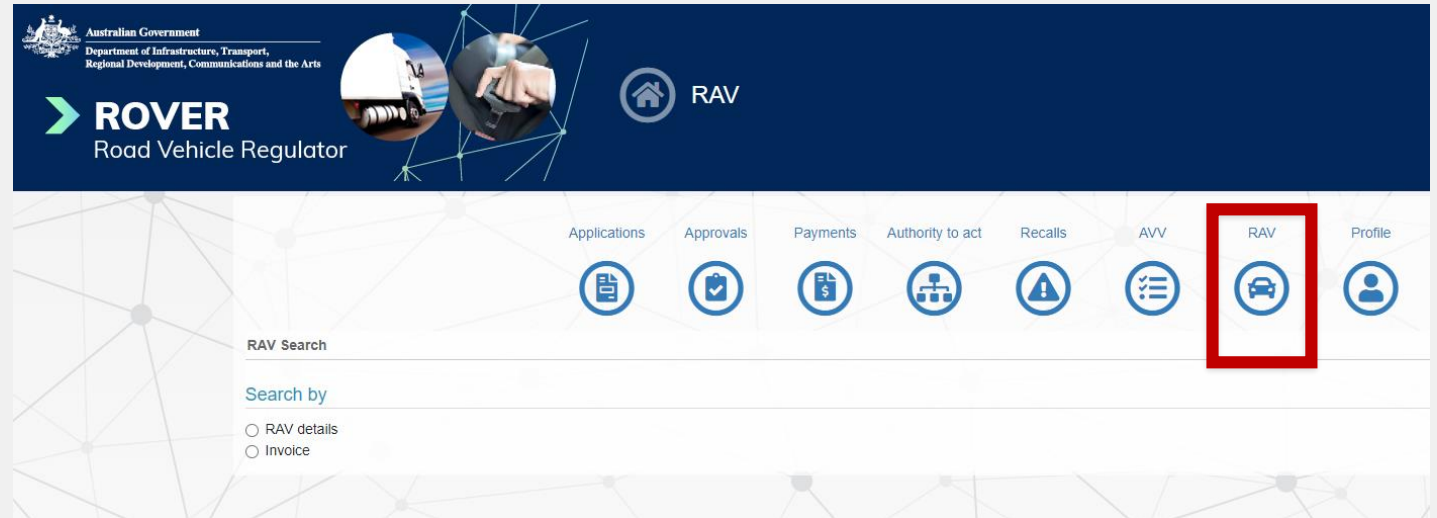 Australian Government
Department of Infrastructure, Transport,
Regional Development, Communications and the Arts
ROVER
Road Vehicle Regulator
RAV
Applications Approvals Payments Authority to act Recalls AVV RAV Profile
RAV Search
Search by
RAV details
Invoice